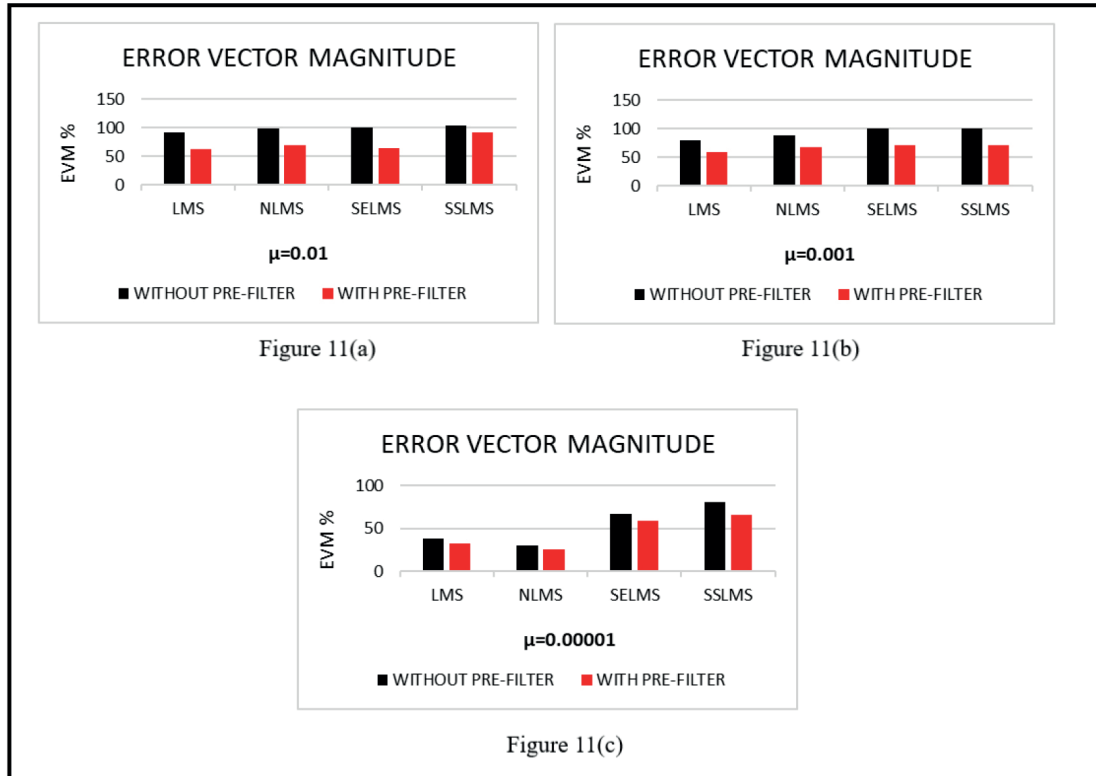 ERROR VECTOR MAGNITUDE
EVM %
150
100
50
0
LMS NLMS SELMS SSLMS
μ=0.01
WITHOUT PRE-FILTER WITH PRE-FILTER
Figure 11(a)
ERROR VECTOR MAGNITUDE
EVM %
150
100
50
0
LMS NLMS SELMS SSLMS
μ=0.001
WITHOUT PRE-FILTER WITH PRE-FILTER
Figure 11(b)
ERROR VECTOR MAGNITUDE
EVM %
100
50
0
LMS NLMS SELMS SSLMS
μ=0.00001
WITHOUT PRE-FILTER WITH PRE-FILTER
Figure 11(c)